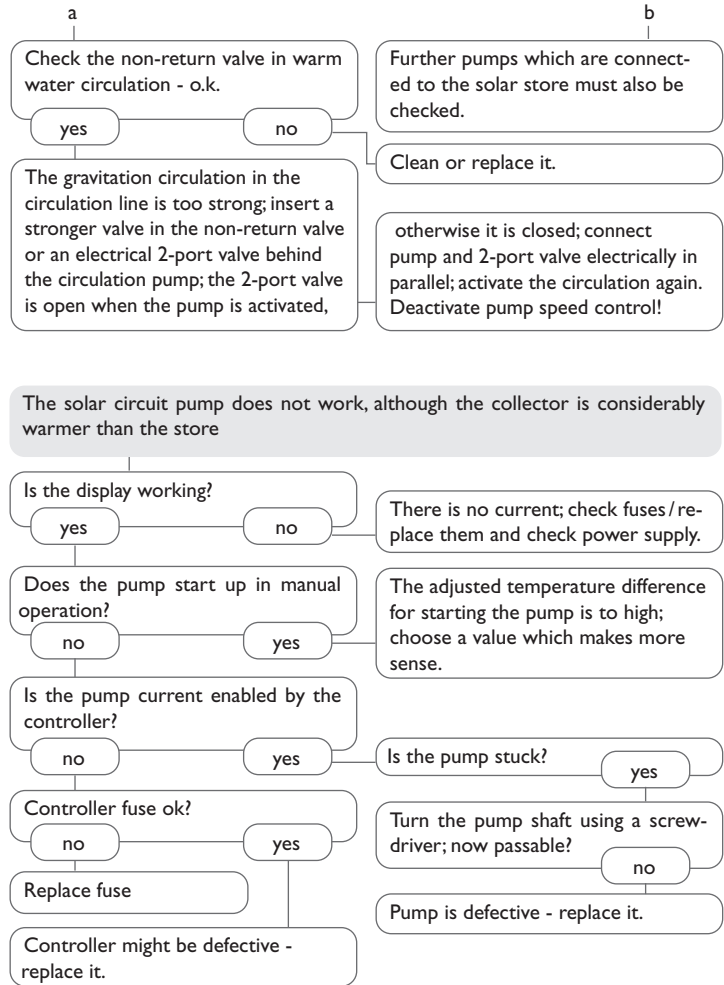 a
b
Check the non-return valve in warm
water circulation - o.k.
yes
no
Further pumps which are connect-
ed to the solar store must also be
checked.
Clean or replace it.
The gravitation circulation in the
circulation line is too strong; insert a
stronger valve in the non-return valve
or an electrical 2-port valve behind
the circulation pump; the 2-port valve
is open when the pump is activated,
otherwise it is closed; connect
pump and 2-port valve electrically in
parallel; activate the circulation again.
Deactivate pump speed control!
The solar circuit pump does not work, although the collector is considerably
warmer than the store
Is the display working?
yes
no
There is no current; check fuses/re-
place them and check power supply.
Does the pump start up in manual
operation?
no
yes
The adjusted temperature difference
for starting the pump is to high;
choose a value which makes more
sense.
Is the pump current enabled by the
controller?
no
yes
Is the pump stuck?
yes
Controller fuse ok?
no
yes
Turn the pump shaft using a screw-
driver; now passable?
no
Replace fuse
Pump is defective - replace it.
Controller might be defective -
replace it.